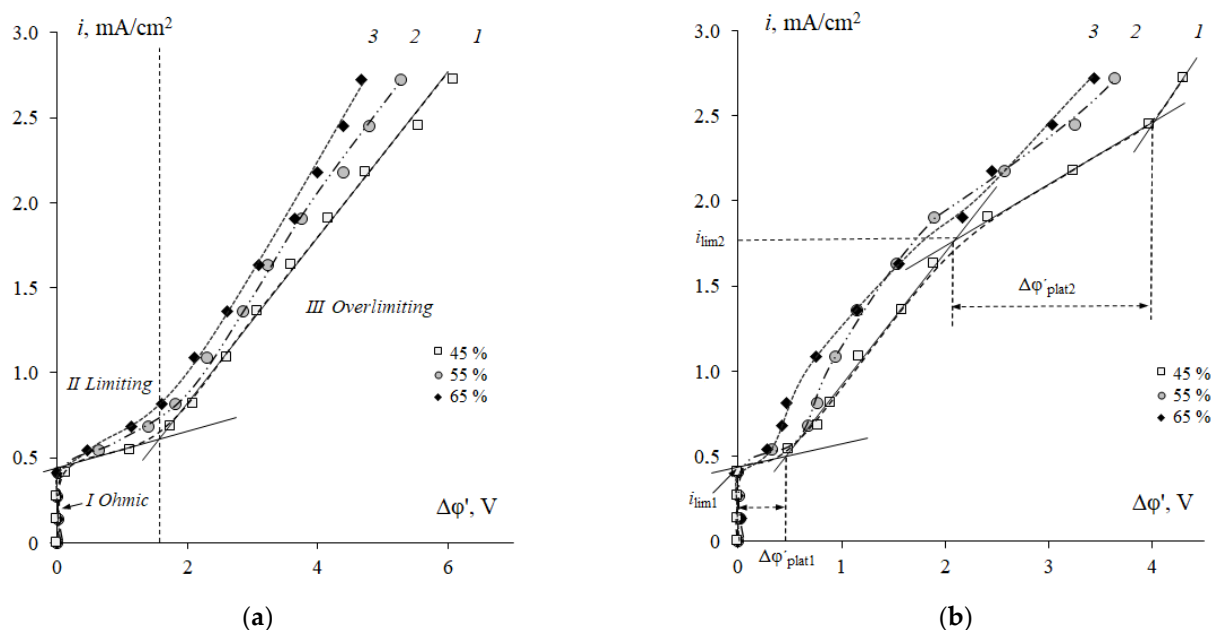 i, mA/cm²
3 2 1
3.0
2.5
2.0
1.5
1.0
0.5
0
III Overlimiting
II Limiting
I Ohmic
45 %
55 %
65 %
Δφ', V
0 2 4 6
(a)
i, mA/cm²
3 2 1
3.0
2.5
2.0
1.5
1.0
0.5
0
i lim2
Δφ´plat2
45 %
55 %
65 %
i lim1
Δφ', V
Δφ´plat1
0 1 2 3 4
(b)